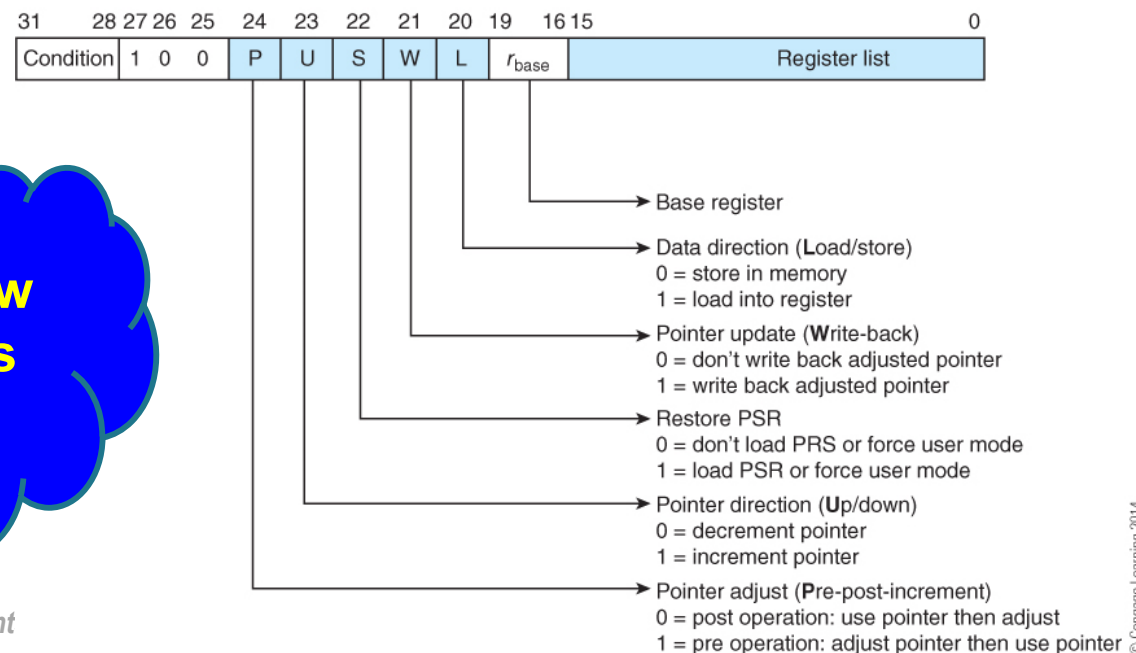 31 28 27 26 25 24 23 22 21 20 19 16 15 0
Condition 1 0 0 P U S W L rbase Register list
Base register
Data direction (Load/store)
0 = store in memory
1 = load into register
w
s
Pointer update (Write-back)
0 = don't write back adjusted pointer
1 = write back adjusted pointer
Restore PSR
0 = don't load PRS or force user mode
1 = load PSR or force user mode
Pointer direction (Up/down)
0 = decrement pointer
1 = increment pointer
Pointer adjust (Pre-post-increment)
0 = post operation: use pointer then adjust
1 = pre operation: adjust pointer then use pointer
nt
© Cengage Learning 2014